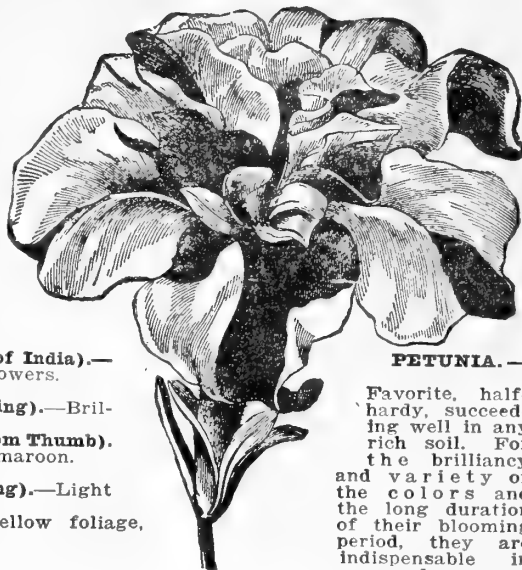 of India).—
owers.
ing).—Bril-
om Thumb).
maroon.
ng).—Light
ellow foliage,
PETUNIA.—
Favorite, half-
hardy, succeed-
ing well in any
rich soil. For
the brilliancy
and variety of
the colors and
the long duration
of their blooming
period, they are
indispensable in